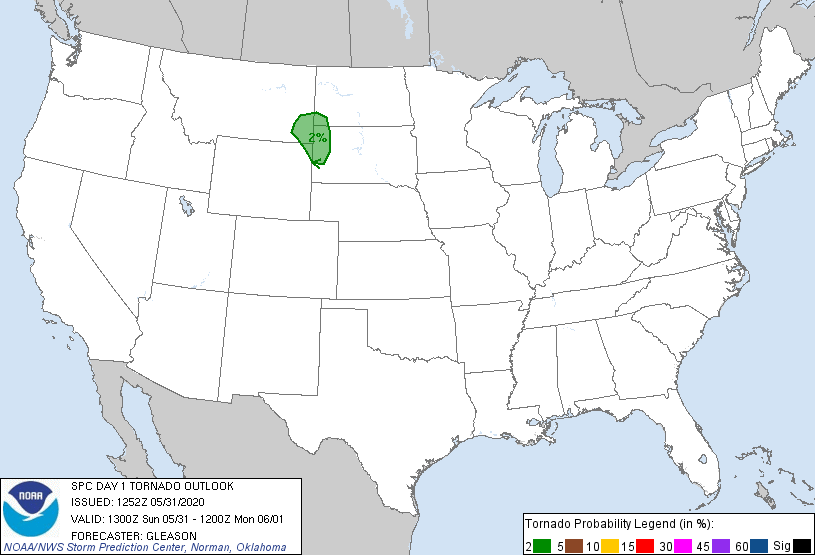 2%
NOAA
SPC DAY 1 TORNADO OUTLOOK
ISSUED: 1252Z 05/31/2020
VALID: 1300Z Sun 05/31 - 1200Z Mon 06/01
FORECASTER: GLEASON
NOAA/NWS Storm Prediction Center, Norman, Oklahoma
Tornado Probability Legend (in %):
2 5 10 15 30 45 60 Sig